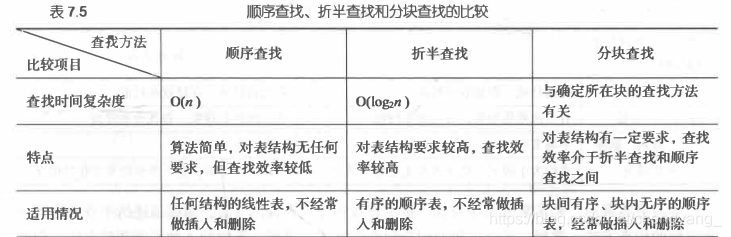 表 7.5 顺序查找、折半查找和分块查找的比较
查找方法
比较项目
顺序查找 折半查找 分块查找
查找时间复杂度 O(n) O(log₂n) 与确定所在块的查找方法
有关
特点 算法简单，对表结构无任何
要求，但查找效率较低
对表结构要求较高，查找效
率较高
对表结构有一定要求，查找
效率介于折半查找和顺序
查找之间
适用情况 任何结构的线性表，不经常
做插入和删除
有序的顺序表，不经常做插
入和删除
块间有序、块内无序的顺序
表，经常做插入和删除